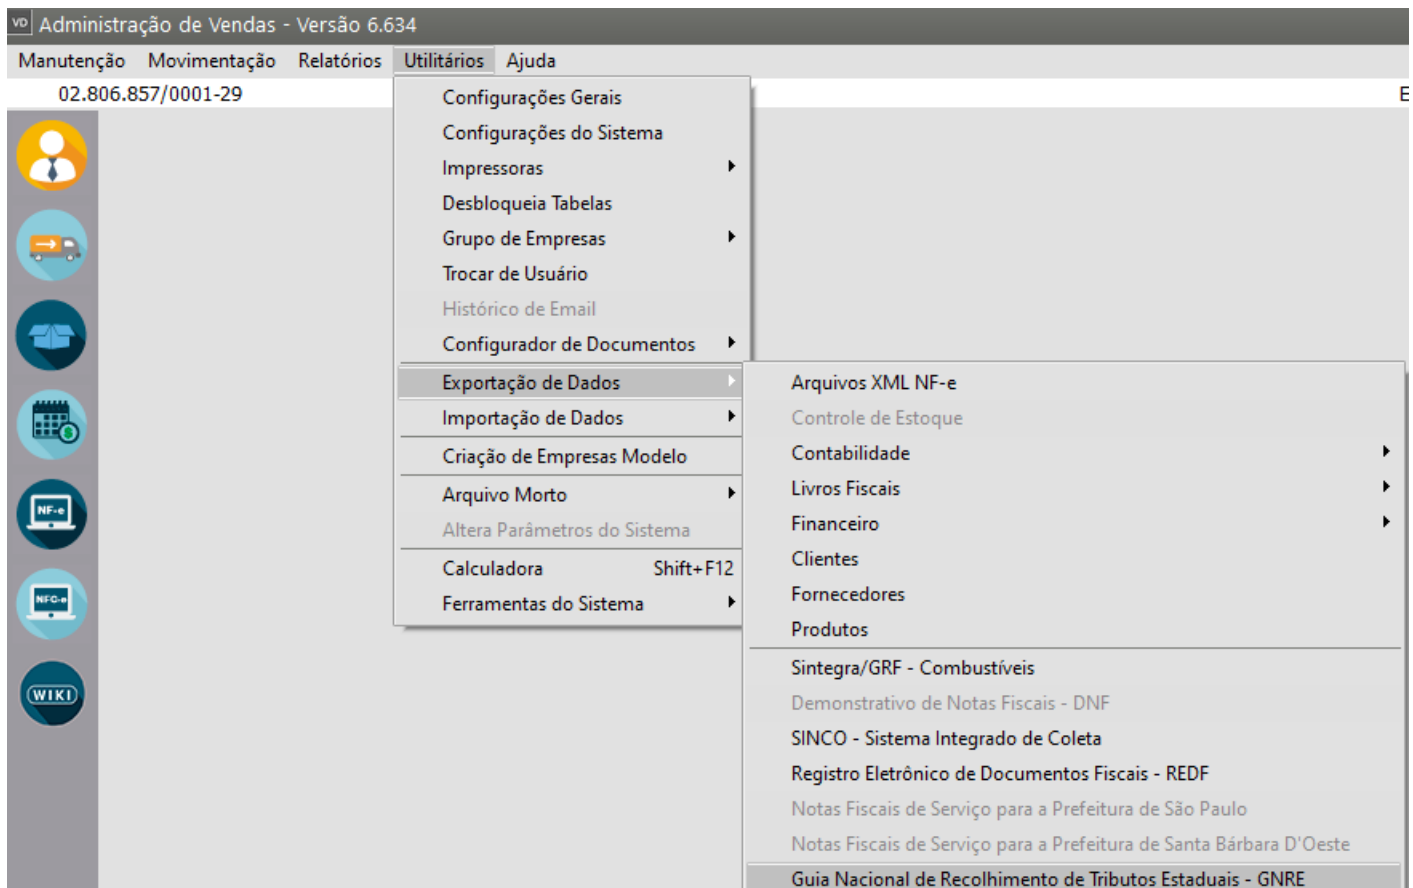 VD Administração de Vendas - Versão 6.634
Manutenção Movimentação Relatórios Utilitários Ajuda
02.806.857/0001-29
E
Configurações Gerais
Configurações do Sistema
Impressoras
Desbloqueia Tabelas
Grupo de Empresas
Trocar de Usuário
Histórico de Email
Configurador de Documentos
Exportação de Dados
Importação de Dados
Criação de Empresas Modelo
Arquivo Morto
Altera Parâmetros do Sistema
Calculadora Shift+F12
Ferramentas do Sistema
Arquivos XML NF-e
Controle de Estoque
Contabilidade
Livros Fiscais
Financeiro
Clientes
Fornecedores
Produtos
Sintegra/GRF - Combustíveis
Demonstrativo de Notas Fiscais - DNF
SINCO - Sistema Integrado de Coleta
Registro Eletrônico de Documentos Fiscais - REDF
Notas Fiscais de Serviço para a Prefeitura de São Paulo
Notas Fiscais de Serviço para a Prefeitura de Santa Bárbara D'Oeste
Guia Nacional de Recolhimento de Tributos Estaduais - GNRE
NF-e
NFC-e
WIKI